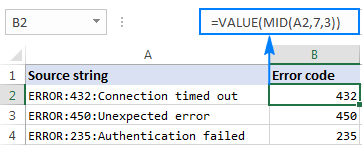 B2 =VALUE(MID(A2,7,3))
A B
1 Source string Error code
2 ERROR:432:Connection timed out 432
3 ERROR:450:Unexpected error 450
4 ERROR:235:Authentication failed 235